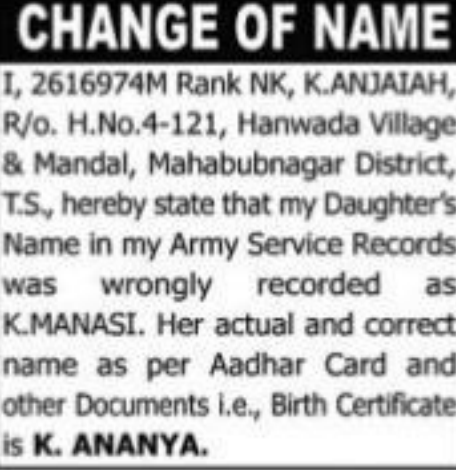 CHANGE OF NAME
I, 2616974M Rank NK, K.ANJAIAH,
R/o. H.No.4-121, Hanwada Village
& Mandal, Mahabubnagar District,
T.S., hereby state that my Daughter's
Name in my Army Service Records
was wrongly recorded as
K.MANASI. Her actual and correct
name as per Aadhar Card and
other Documents i.e., Birth Certificate
is K. ANANYA.